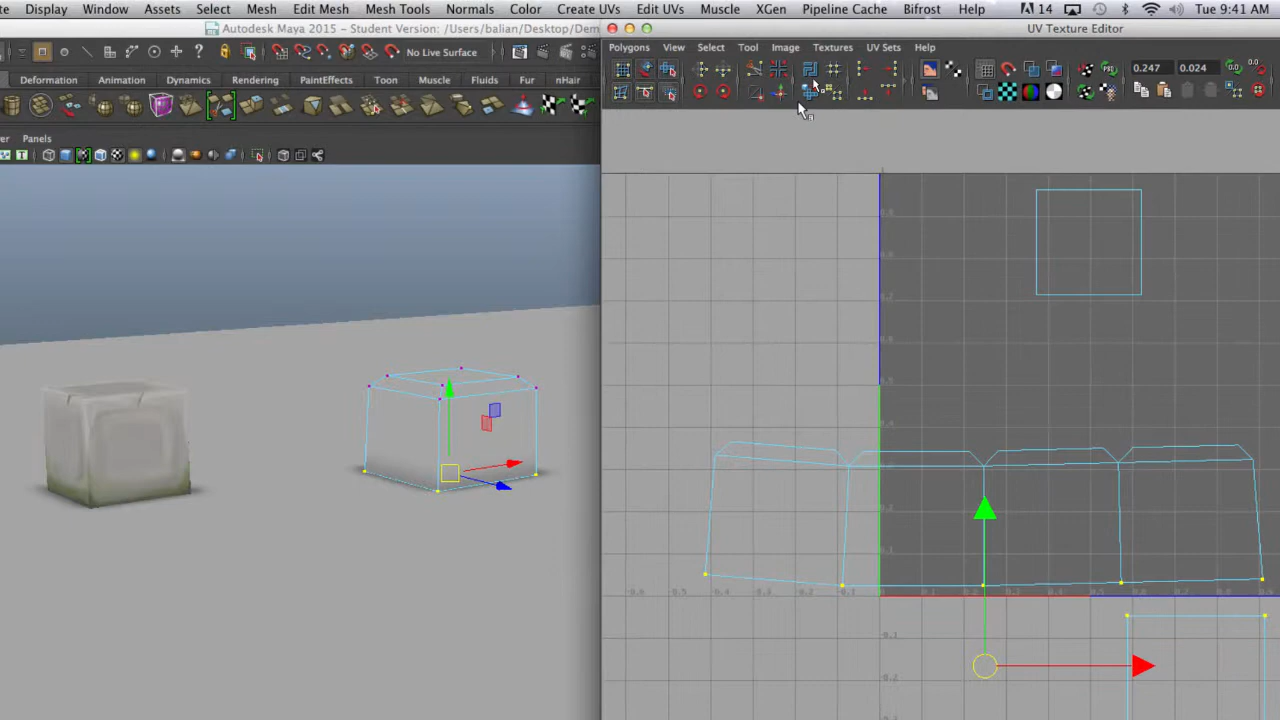 Display Window Assets Select Mesh Edit Mesh Mesh Tools Normals Color Create UVs Edit UVs Muscle XGen Pipeline Cache Bifrost Help 14 Tue 9:41 AM
Autodesk Maya 2015 - Student Version: /Users/balian/Desktop/Dem
UV Texture Editor
Polygons View Select Tool Image Textures UV Sets Help
No Live Surface
0.247 0.024
Deformation Animation Dynamics Rendering PaintEffects Toon Muscle Fluids Fur nHair
Panels